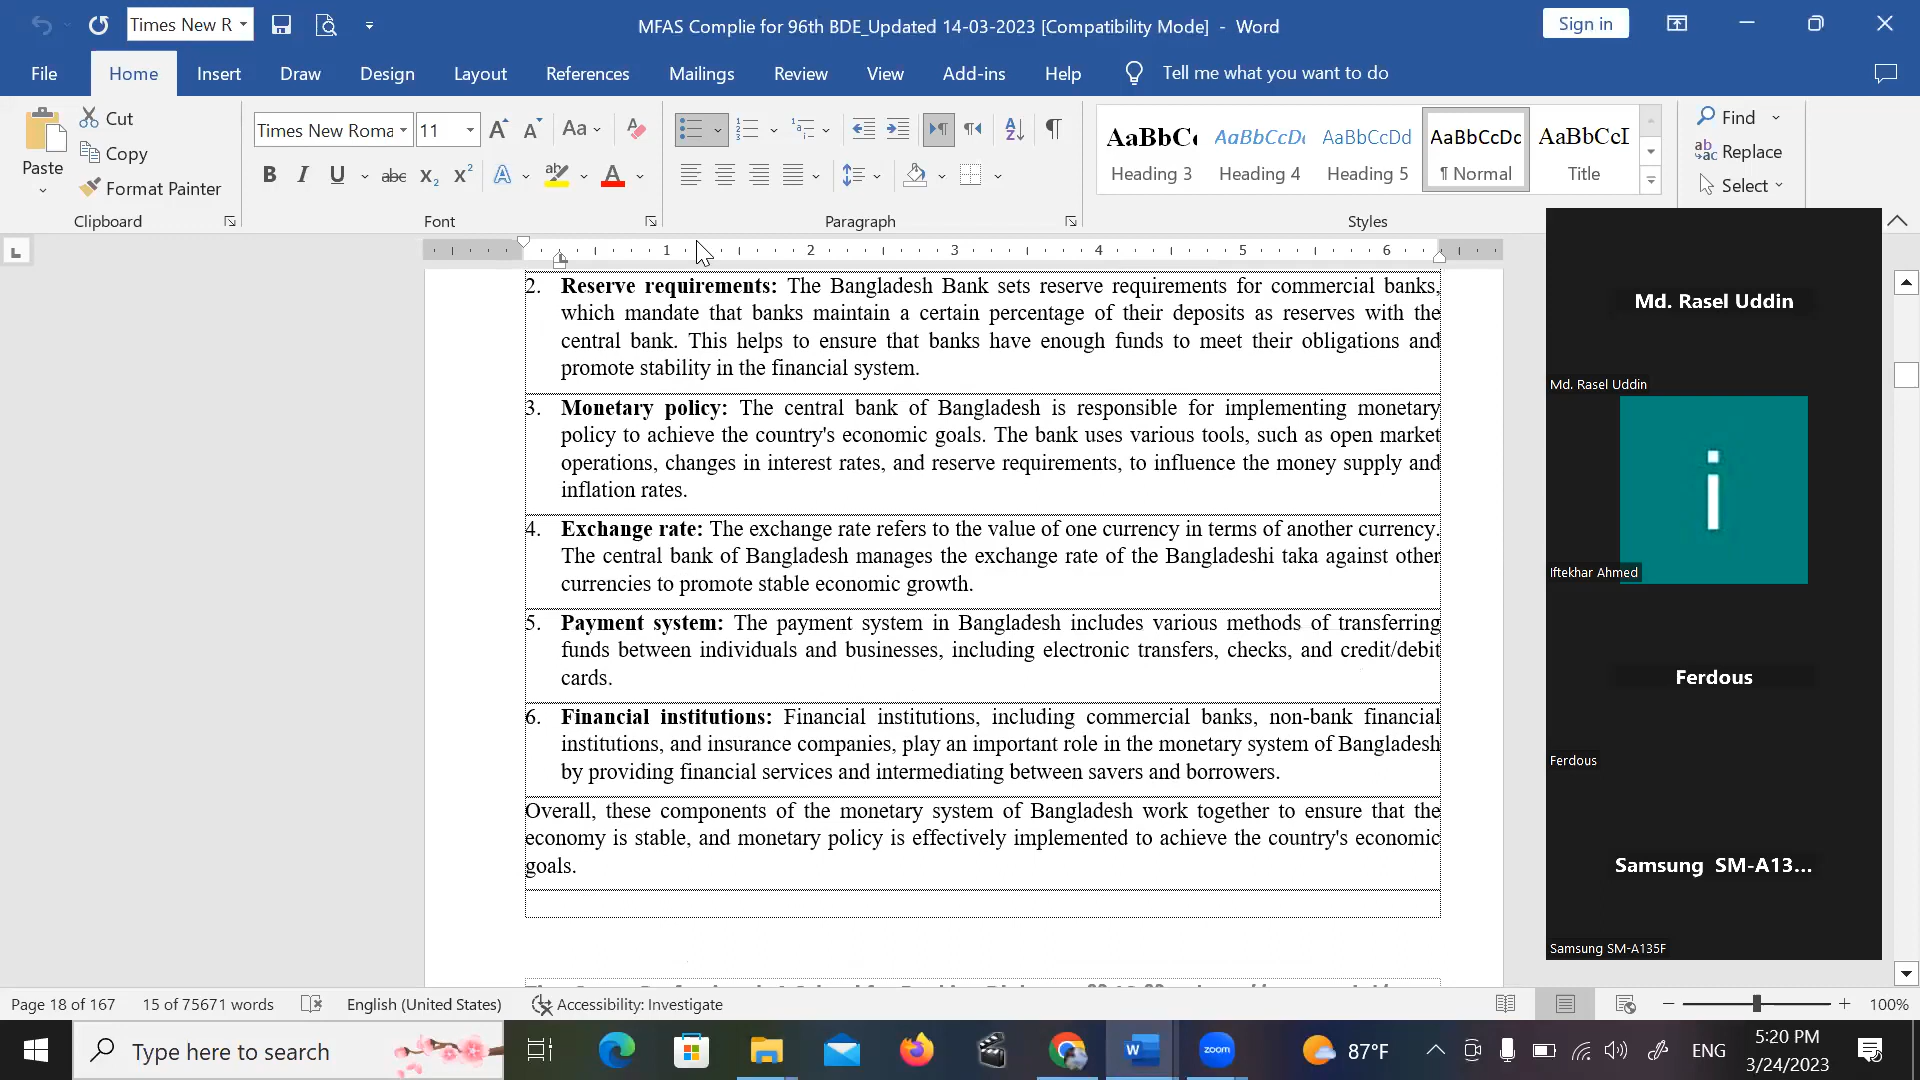 Times New R
MFAS Complie for 96th BDE_Updated 14-03-2023 [Compatibility Mode] - Word
Sign in
File Home Insert Draw Design Layout References Mailings Review View Add-ins Help Tell me what you want to do
Paste
Cut
Copy
Format Painter
Clipboard
Times New Roma 11
Font
Paragraph
AaBbCc AaBbCcDc AaBbCcDd AaBbCcDc AaBbCcD
Heading 3 Heading 4 Heading 5 ¶ Normal Title
Styles
Find
Replace
Select
1 2 3 4 5 6
2. Reserve requirements: The Bangladesh Bank sets reserve requirements for commercial banks,
which mandate that banks maintain a certain percentage of their deposits as reserves with the
central bank. This helps to ensure that banks have enough funds to meet their obligations and
promote stability in the financial system.
3. Monetary policy: The central bank of Bangladesh is responsible for implementing monetary
policy to achieve the country's economic goals. The bank uses various tools, such as open market
operations, changes in interest rates, and reserve requirements, to influence the money supply and
inflation rates.
4. Exchange rate: The exchange rate refers to the value of one currency in terms of another currency.
The central bank of Bangladesh manages the exchange rate of the Bangladeshi taka against other
currencies to promote stable economic growth.
5. Payment system: The payment system in Bangladesh includes various methods of transferring
funds between individuals and businesses, including electronic transfers, checks, and credit/debit
cards.
6. Financial institutions: Financial institutions, including commercial banks, non-bank financial
institutions, and insurance companies, play an important role in the monetary system of Bangladesh
by providing financial services and intermediating between savers and borrowers.
Overall, these components of the monetary system of Bangladesh work together to ensure that the
economy is stable, and monetary policy is effectively implemented to achieve the country's economic
goals.
Md. Rasel Uddin
Md. Rasel Uddin
i
Iftekhar Ahmed
Ferdous
Ferdous
Samsung SM-A13...
Samsung SM-A135F
Page 18 of 167 15 of 75671 words English (United States) Accessibility: Investigate 100%
Type here to search
zoom
87°F
ENG
5:20 PM
3/24/2023